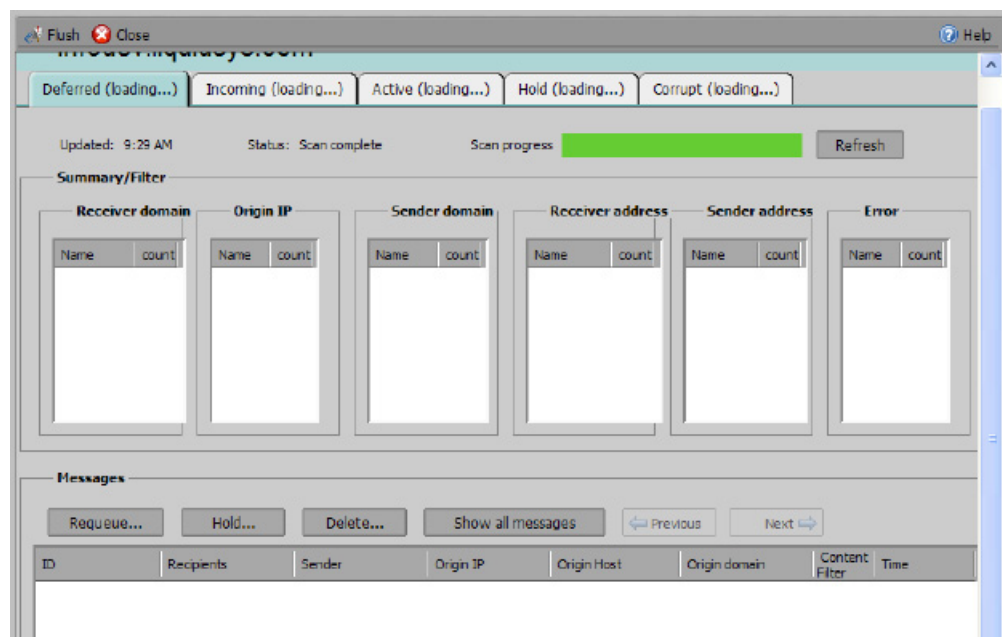 Flush Close Help
Deferred (loading...) Incoming (loading...) Active (loading...) Hold (loading...) Corrupt (loading...)
Updated: 9:29 AM Status: Scan complete Scan progress Refresh
Summary/Filter
Receiver domain Origin IP Sender domain Receiver address Sender address Error
Name count Name count Name count Name count Name count Name count
Messages
Requeue... Hold... Delete... Show all messages Previous Next
ID Recipients Sender Origin IP Origin Host Origin domain Content Filter Time